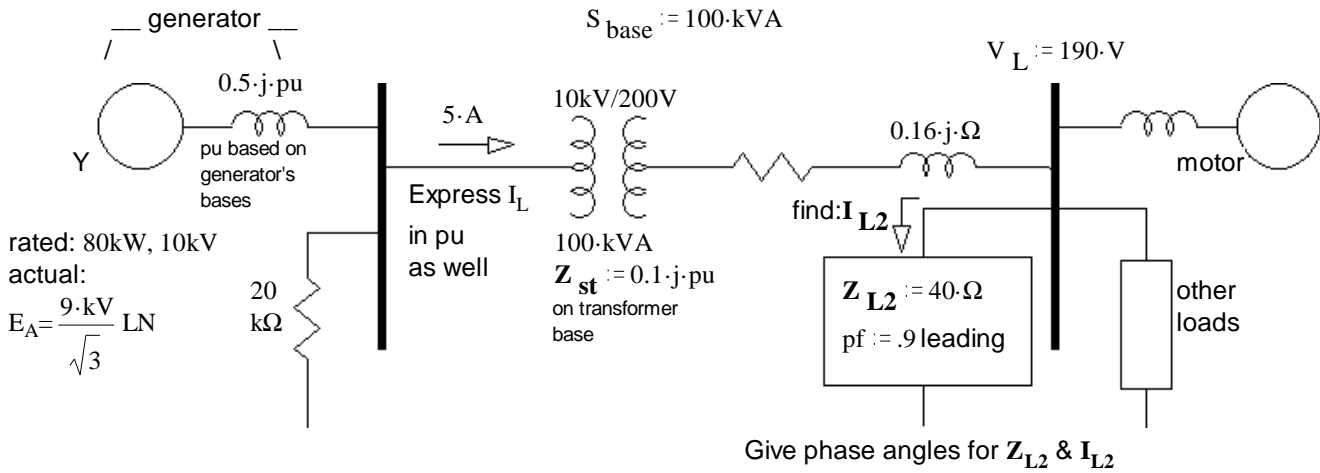 __ generator __
/ \
S base := 100·kVA
V L := 190·V
0.5·j·pu
5·A
10kV/200V
0.16·j·Ω
Y
pu based on
generator's
bases
motor
Express I L
in pu
as well
find: I L2
rated: 80kW, 10kV
actual:
E A = 9·kV / √3 LN
20
kΩ
100·kVA
Z st := 0.1·j·pu
on transformer
base
Z L2 := 40·Ω
pf := .9 leading
other
loads
Give phase angles for Z L2 & I L2